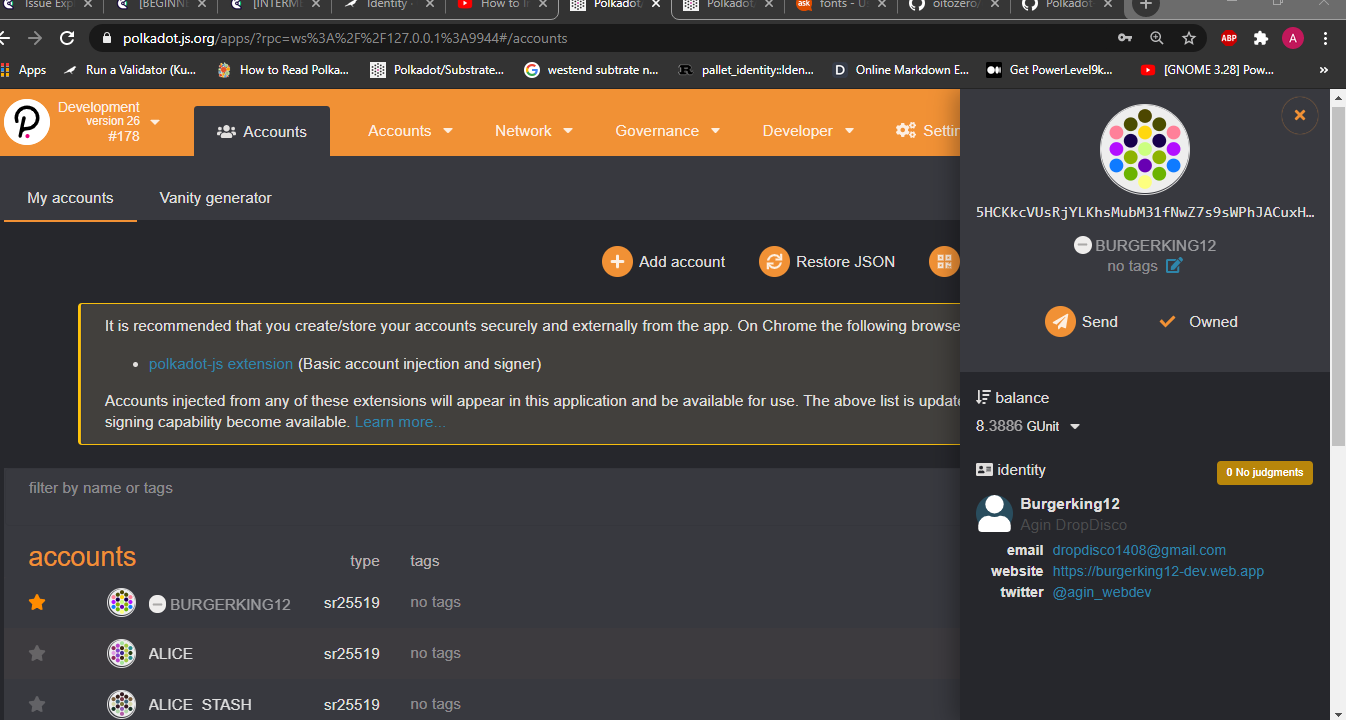 Issue Exp
[BEGINN
[INTERME
Identity
How to In
Polkadot
Polkadot
fonts - U
oitozero/
Polkadot
polkadot.js.org/apps/?rpc=ws%3A%2F%2F127.0.0.1%3A9944#/accounts
ABP
A
Apps
Run a Validator (Ku...
How to Read Polka...
Polkadot/Substrate...
westend subtrate n...
pallet_identity::Iden...
Online Markdown E...
Get PowerLevel9k...
[GNOME 3.28] Pow...
»
Development
version 26
#178
Accounts
Accounts
Network
Governance
Developer
Settin
My accounts
Vanity generator
Add account
Restore JSON
It is recommended that you create/store your accounts securely and externally from the app. On Chrome the following browse
• polkadot-js extension (Basic account injection and signer)
Accounts injected from any of these extensions will appear in this application and be available for use. The above list is update
signing capability become available. Learn more...
filter by name or tags
accounts type tags
BURGERKING12 sr25519 no tags
ALICE sr25519 no tags
ALICE_STASH sr25519 no tags
5HCKkcVUsRjYLKhsMubM31fNwZ7s9sWPhJACuxH…
BURGERKING12
no tags
Send
Owned
balance
8.3886 GUnit
identity
0 No judgments
Burgerking12
Agin DropDisco
email dropdisco1408@gmail.com
website https://burgerking12-dev.web.app
twitter @agin_webdev